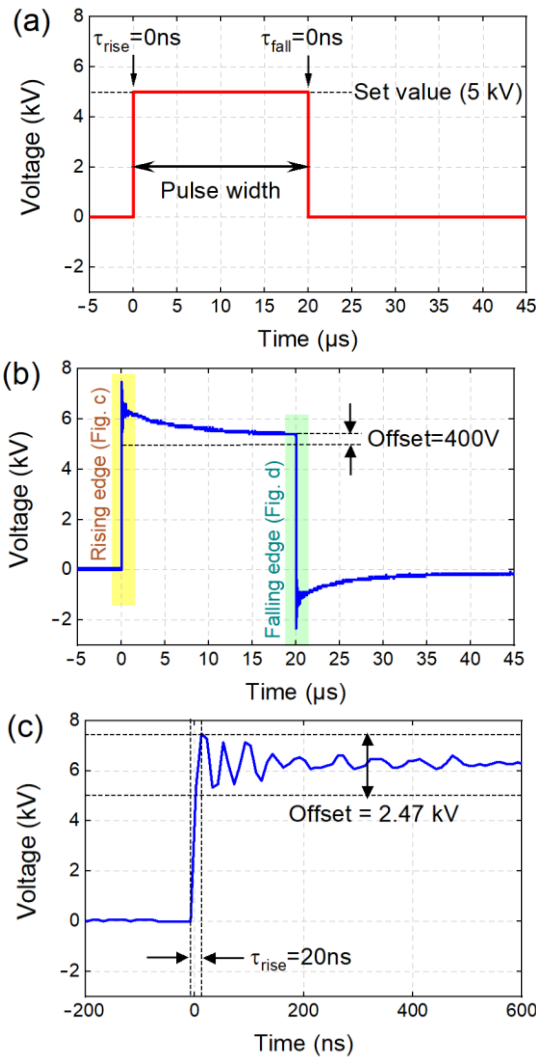 (a)
τrise=0ns τfall=0ns
Set value (5 kV)
Pulse width
Voltage (kV)
8
6
4
2
0
−2
−5 0 5 10 15 20 25 30 35 40 45
Time (µs)
(b)
Rising edge (Fig. c)
Falling edge (Fig. d)
Offset=400V
Voltage (kV)
8
6
4
2
0
−2
−5 0 5 10 15 20 25 30 35 40 45
Time (µs)
(c)
Offset = 2.47 kV
τrise=20ns
Voltage (kV)
8
6
4
2
0
−2
−200 0 200 400 600
Time (ns)